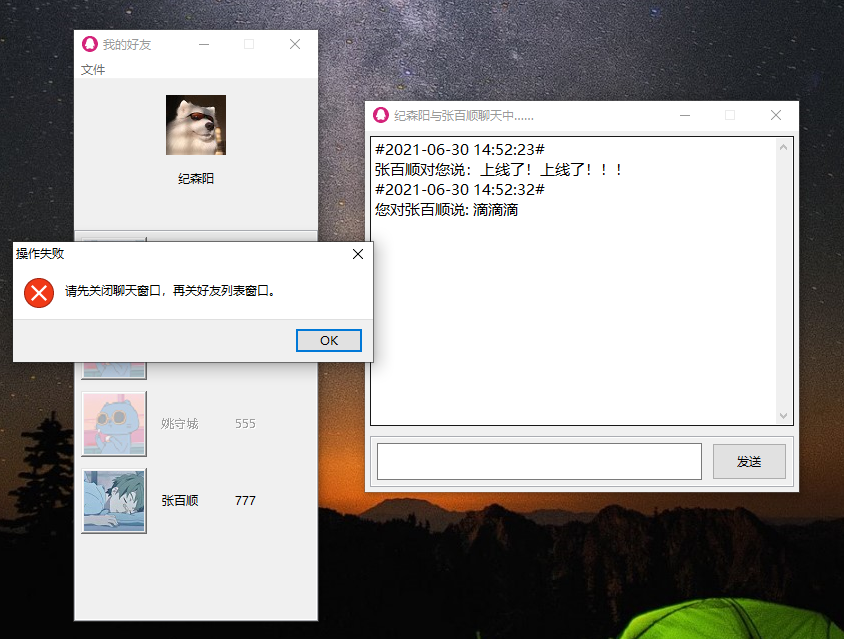 我的好友
文件
纪森阳
操作失败
请先关闭聊天窗口，再关好友列表窗口。
OK
姚守城 555
张百顺 777
纪森阳与张百顺聊天中......
#2021-06-30 14:52:23#
张百顺对您说：上线了！上线了！！！
#2021-06-30 14:52:32#
您对张百顺说: 滴滴滴
发送